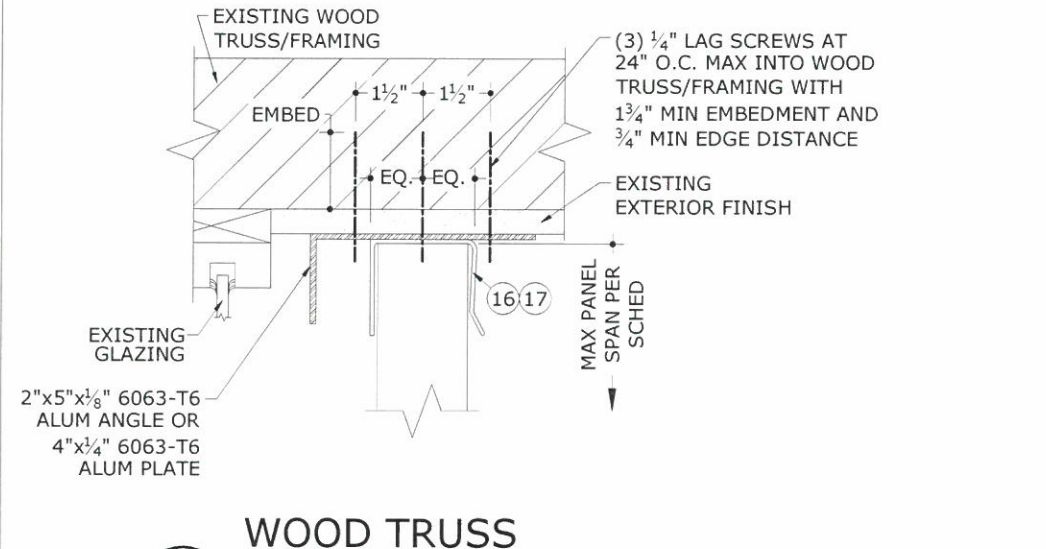 EXISTING WOOD
TRUSS/FRAMING
(3) ¼" LAG SCREWS AT
24" O.C. MAX INTO WOOD
TRUSS/FRAMING WITH
1¾" MIN EMBEDMENT AND
¾" MIN EDGE DISTANCE
1½" 1½"
EMBED
EQ. EQ.
EXISTING
EXTERIOR FINISH
16 17
MAX PANEL
SPAN PER
SCHED
EXISTING
GLAZING
2"x5"x⅛" 6063-T6
ALUM ANGLE OR
4"x¼" 6063-T6
ALUM PLATE
WOOD TRUSS